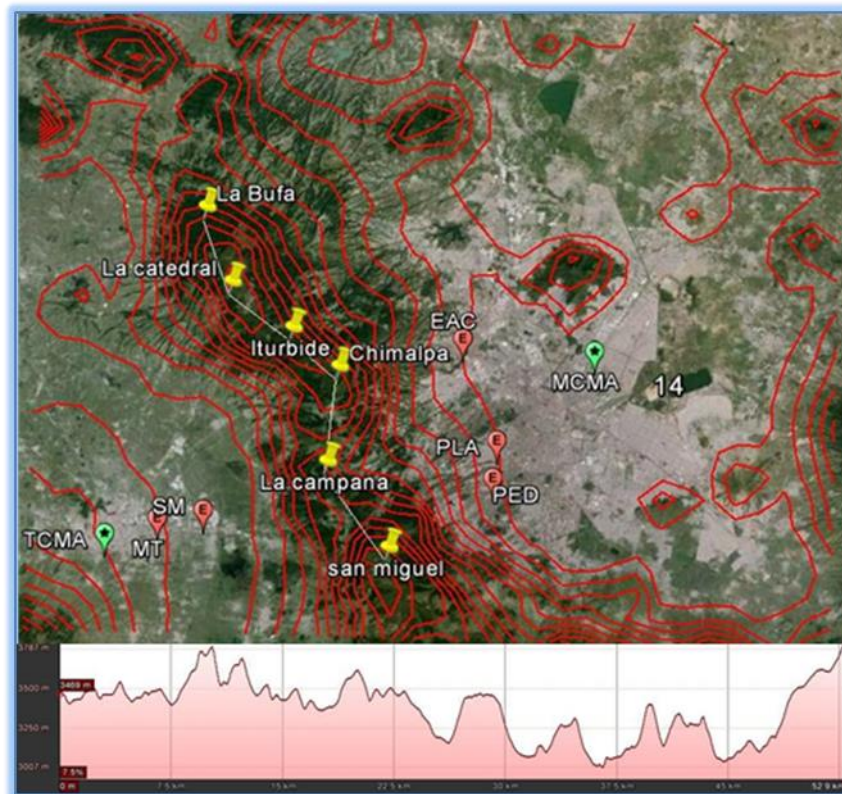 La Bufa
La catedral
Iturbide
Chimalpa
EAC
MCMA
14
PLA
La campana
PED
SM
TCMA
MT
san miguel
E
E
E
E
E
3787 m
3500 m
3469 m
3250 m
3007 m
7.5%
0 m
7.5 km
15 km
22.5 km
30 km
37.5 km
45 km
52.9 km